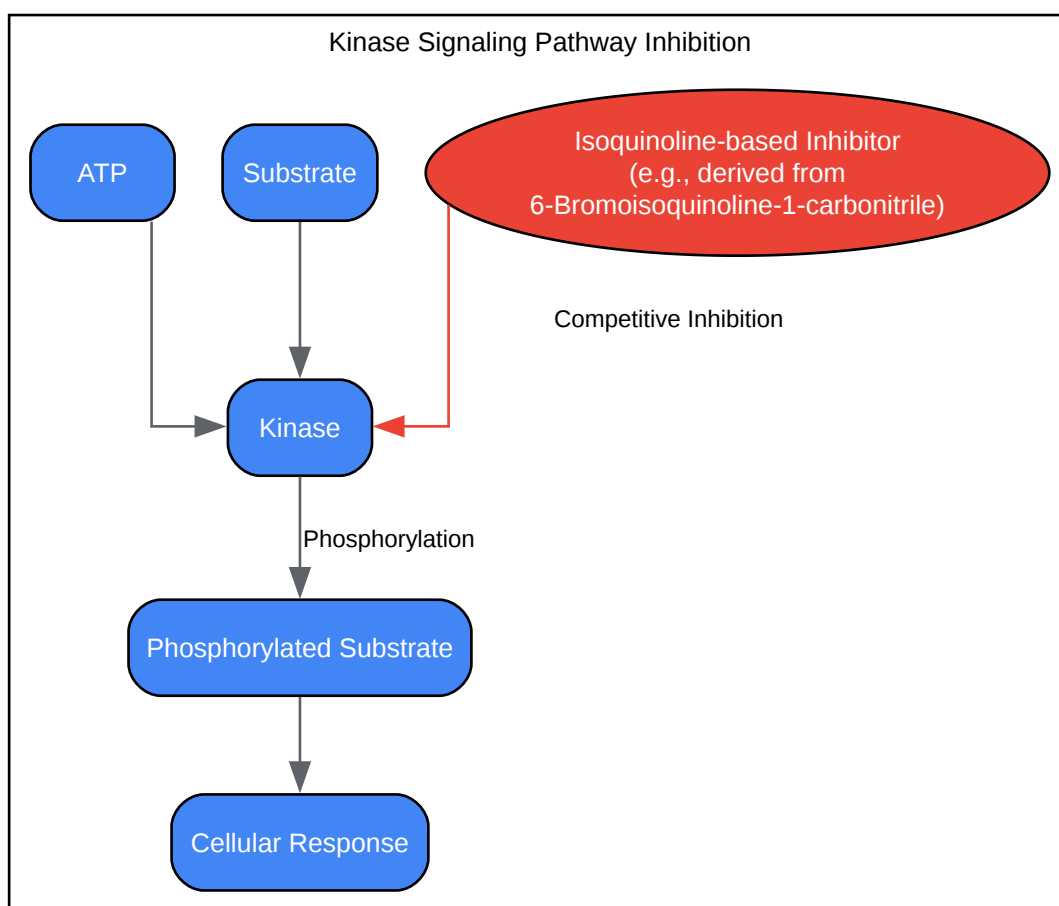 Kinase Signaling Pathway Inhibition
ATP
Substrate
Isoquinoline-based Inhibitor
(e.g., derived from
6-Bromoisoquinoline-1-carbonitrile)
Competitive Inhibition
Kinase
Phosphorylation
Phosphorylated Substrate
Cellular Response